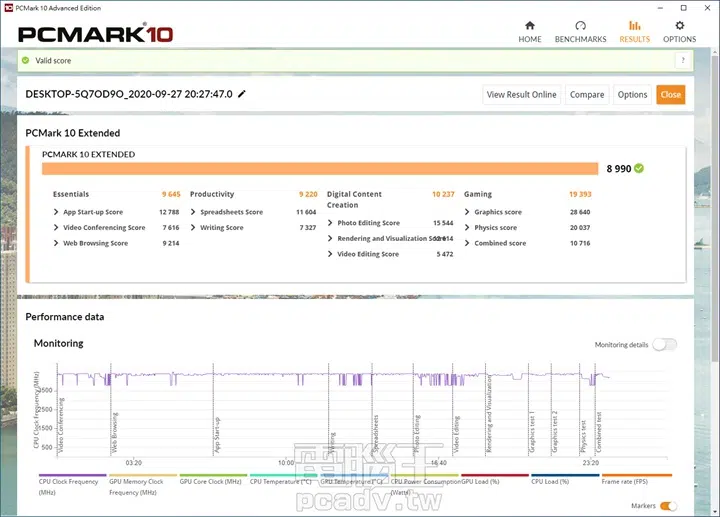 PCMark 10 Advanced Edition
PCMARK®10
HOME
BENCHMARKS
RESULTS
OPTIONS
Valid score
?
DESKTOP-5Q7OD9O_2020-09-27 20:27:47.0
View Result Online
Compare
Options
Close
PCMark 10 Extended
PCMARK 10 EXTENDED
8 990
Essentials 9 645
App Start-up Score 12 788
Video Conferencing Score 7 616
Web Browsing Score 9 214
Productivity 9 220
Spreadsheets Score 11 604
Writing Score 7 327
Digital Content Creation 10 237
Photo Editing Score 15 544
Rendering and Visualization Score
Video Editing Score 5 472
Gaming 19 393
Graphics score 28 640
Physics score 20 037
Combined score 10 716
Performance data
Monitoring
Monitoring details
CPU Clock Frequency (MHz)
2500
1500
500
Video Conferencing
Web Browsing
App Start-up
Writing
Spreadsheets
Photo Editing
Video Editing
Rendering and Visualization
Graphics test 1
Graphics test 2
Physics test
Combined test
03:20
10:00
16:40
23:20
CPU Clock Frequency (MHz)
GPU Memory Clock Frequency (MHz)
GPU Core Clock (MHz)
CPU Temperature (°C)
GPU Temperature (°C)
CPU Power Consumption (Watts)
GPU Load (%)
CPU Load (%)
Frame rate (FPS)
Markers
電腦王
pcadv.tw